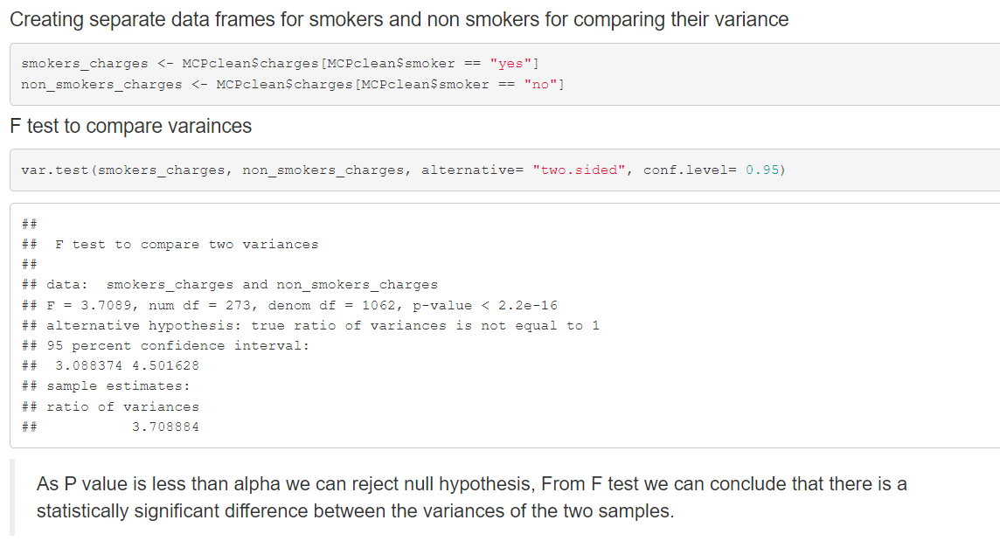 Creating separate data frames for smokers and non smokers for comparing their variance
smokers_charges <- MCPclean$charges[MCPclean$smoker == "yes"]
non_smokers_charges <- MCPclean$charges[MCPclean$smoker == "no"]
F test to compare varainces
var.test(smokers_charges, non_smokers_charges, alternative= "two.sided", conf.level= 0.95)
##
##  F test to compare two variances
##
## data:  smokers_charges and non_smokers_charges
## F = 3.7089, num df = 273, denom df = 1062, p-value < 2.2e-16
## alternative hypothesis: true ratio of variances is not equal to 1
## 95 percent confidence interval:
##  3.088374 4.501628
## sample estimates:
## ratio of variances
##           3.708884
As P value is less than alpha we can reject null hypothesis, From F test we can conclude that there is a
statistically significant difference between the variances of the two samples.